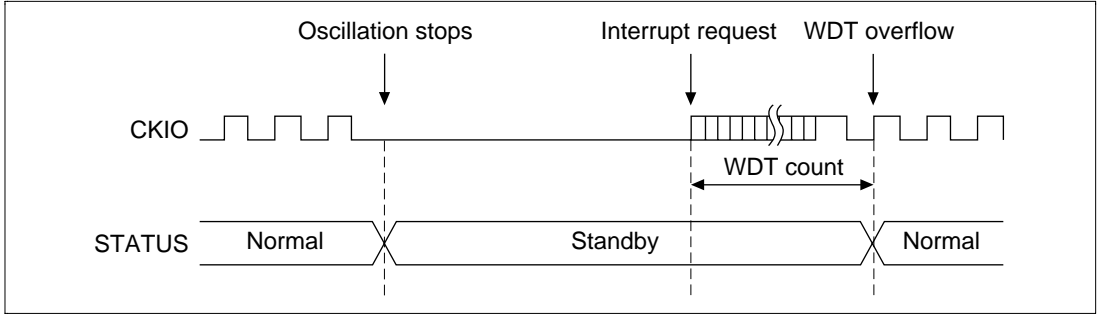 Oscillation stops Interrupt request WDT overflow
CKIO
WDT count
STATUS Normal Standby Normal